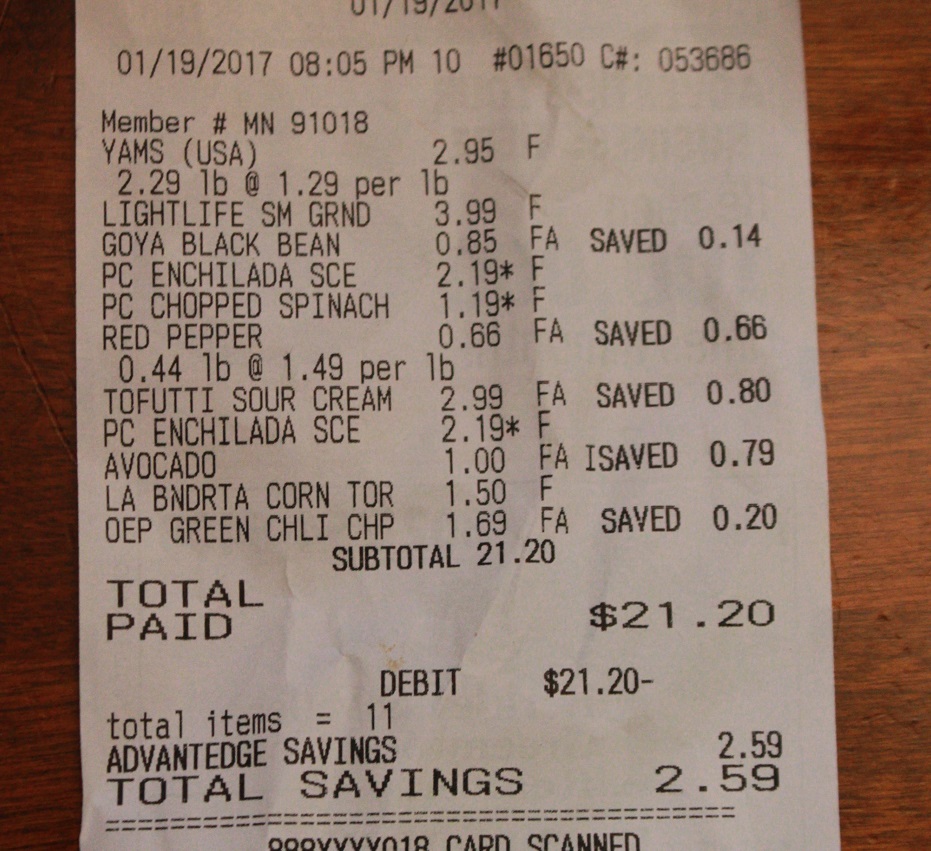 01/19/2017
01/19/2017 08:05 PM 10 #01650 C#: 053686
Member # MN 91018
YAMS (USA) 2.95 F
2.29 lb @ 1.29 per lb
LIGHTLIFE SM GRND 3.99 F
GOYA BLACK BEAN 0.85 FA SAVED 0.14
PC ENCHILADA SCE 2.19* F
PC CHOPPED SPINACH 1.19* F
RED PEPPER 0.66 FA SAVED 0.66
0.44 lb @ 1.49 per lb
TOFUTTI SOUR CREAM 2.99 FA SAVED 0.80
PC ENCHILADA SCE 2.19* F
AVOCADO 1.00 FA ISAVED 0.79
LA BNDRTA CORN TOR 1.50 F
OEP GREEN CHLI CHP 1.69 FA SAVED 0.20
SUBTOTAL 21.20
TOTAL
PAID $21.20
DEBIT $21.20-
total items = 11
ADVANTEDGE SAVINGS 2.59
TOTAL SAVINGS 2.59
======================================
CARD SCANNED